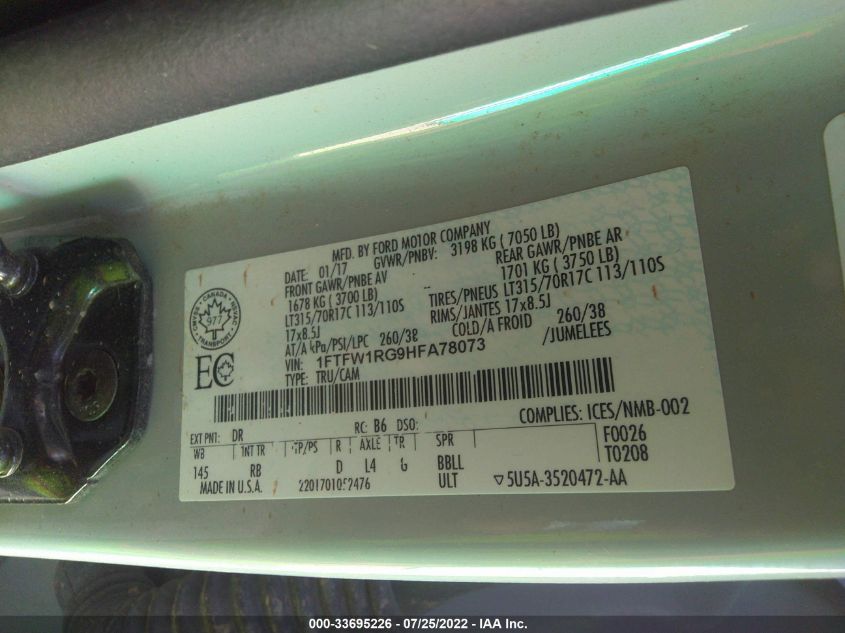 MFD. BY FORD MOTOR COMPANY
DATE: 01/17 GVWR/PNBV: 3198 KG ( 7050 LB)
FRONT GAWR/PNBE AV REAR GAWR/PNBE AR
1678 KG ( 3700 LB) 1701 KG ( 3750 LB)
LT315/70R17C 113/110S TIRES/PNEUS LT315/70R17C 113/110S
17x8.5J RIMS/JANTES 17x8.5J
AT/A kPa/PSI/LPC 260/38 COLD/A FROID 260/38
VIN: 1FTFW1RG9HFA78073 /JUMELEES
TYPE: TRU/CAM
CANADA
977
TRANSPORT
EC
COMPLIES: ICES/NMB-002
EXT PNT: DR RC: B6 DSO: F0026
WB INT TR TP/PS R AXLE TR SPR T0208
145 RB D L4 G BBLL
MADE IN U.S.A. 2201701052476 ULT ▽5U5A-3520472-AA
000-33695226 - 07/25/2022 - IAA Inc.